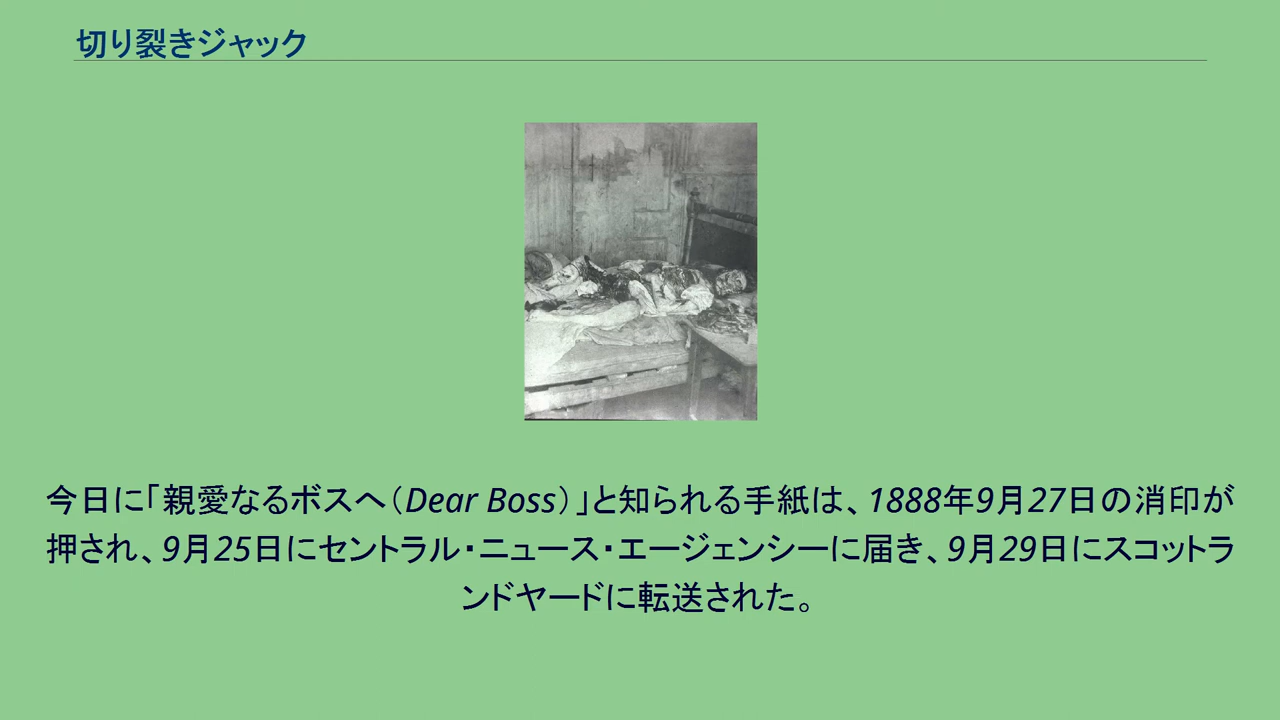 切り裂きジャック
今日に「親愛なるボスへ（Dear Boss）」と知られる手紙は、1888年9月27日の消印が
押され、9月25日にセントラル・ニュース・エージェンシーに届き、9月29日にスコットラ
ンドヤードに転送された。